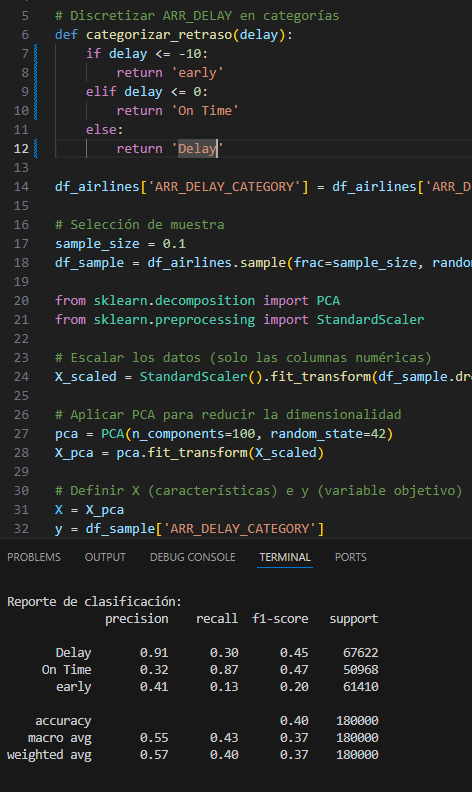 5 # Discretizar ARR_DELAY en categorías
6 def categorizar_retraso(delay):
7 if delay <= -10:
8 return 'early'
9 elif delay <= 0:
10 return 'On Time'
11 else:
12 return 'Delay'
13
14 df_airlines['ARR_DELAY_CATEGORY'] = df_airlines['ARR_D
15
16 # Selección de muestra
17 sample_size = 0.1
18 df_sample = df_airlines.sample(frac=sample_size, rando
19
20 from sklearn.decomposition import PCA
21 from sklearn.preprocessing import StandardScaler
22
23 # Escalar los datos (solo las columnas numéricas)
24 X_scaled = StandardScaler().fit_transform(df_sample.dr
25
26 # Aplicar PCA para reducir la dimensionalidad
27 pca = PCA(n_components=100, random_state=42)
28 X_pca = pca.fit_transform(X_scaled)
29
30 # Definir X (características) e y (variable objetivo)
31 X = X_pca
32 y = df_sample['ARR_DELAY_CATEGORY']
PROBLEMS OUTPUT DEBUG CONSOLE TERMINAL PORTS
Reporte de clasificación:
precision recall f1-score support
Delay 0.91 0.30 0.45 67622
On Time 0.32 0.87 0.47 50968
early 0.41 0.13 0.20 61410
accuracy 0.40 180000
macro avg 0.55 0.43 0.37 180000
weighted avg 0.57 0.40 0.37 180000